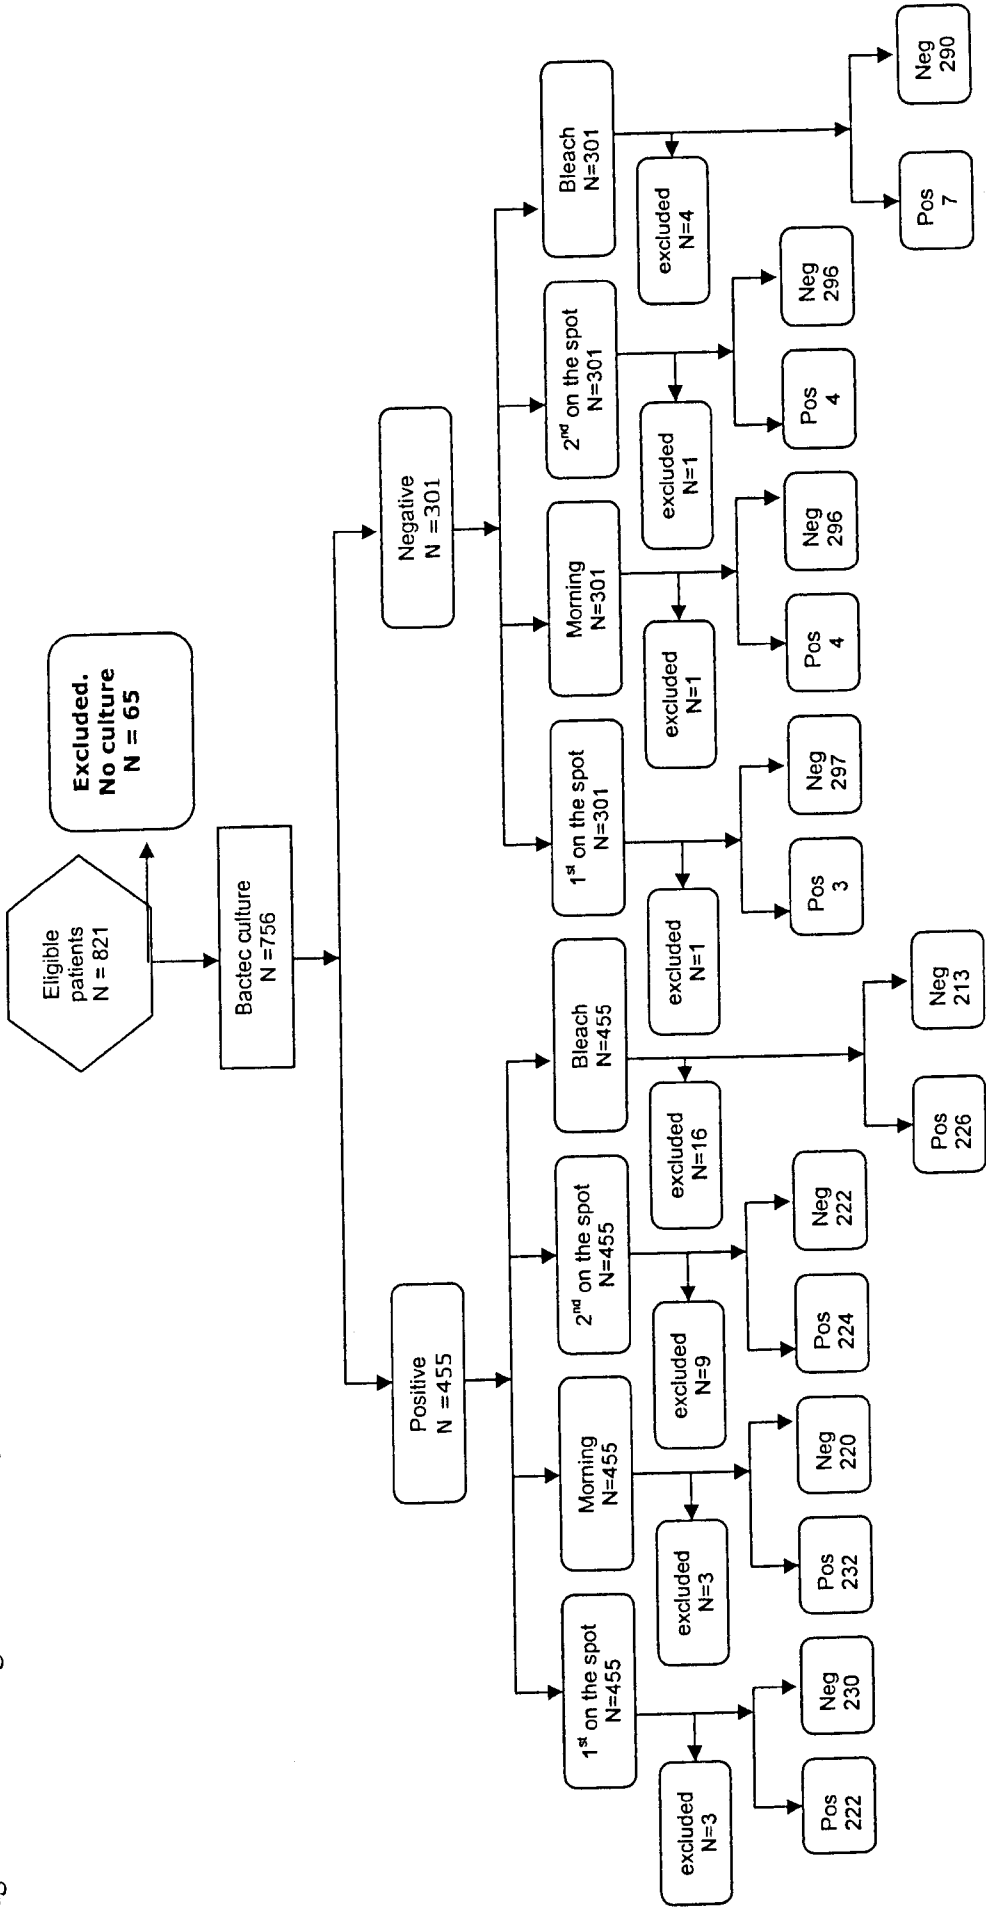 Eligible
patients
N = 821
Excluded.
No culture
N = 65
Bactec culture
N =756
Positive
N =455
Negative
N =301
1st on the spot
N=455
Morning
N=455
2nd on the spot
N=455
Bleach
N=455
1st on the spot
N=301
Morning
N=301
2nd on the spot
N=301
Bleach
N=301
excluded
N=3
excluded
N=3
excluded
N=9
excluded
N=16
excluded
N=1
excluded
N=1
excluded
N=1
excluded
N=4
Pos
222
Neg
230
Pos
232
Neg
220
Pos
224
Neg
222
Pos
226
Neg
213
Pos
3
Neg
297
Pos
4
Neg
296
Pos
4
Neg
296
Pos
7
Neg
290